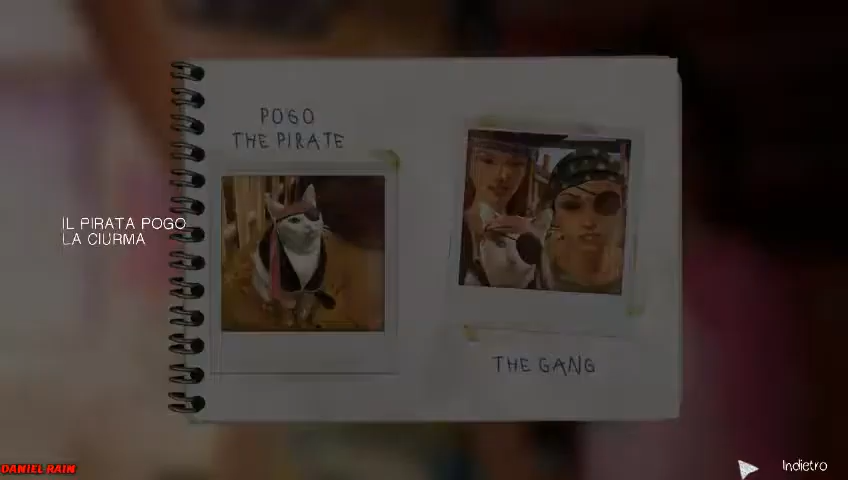 POGO
THE PIRATE
IL PIRATA POGO
LA CIURMA
THE GANG
DANIEL RAIN
Indietro